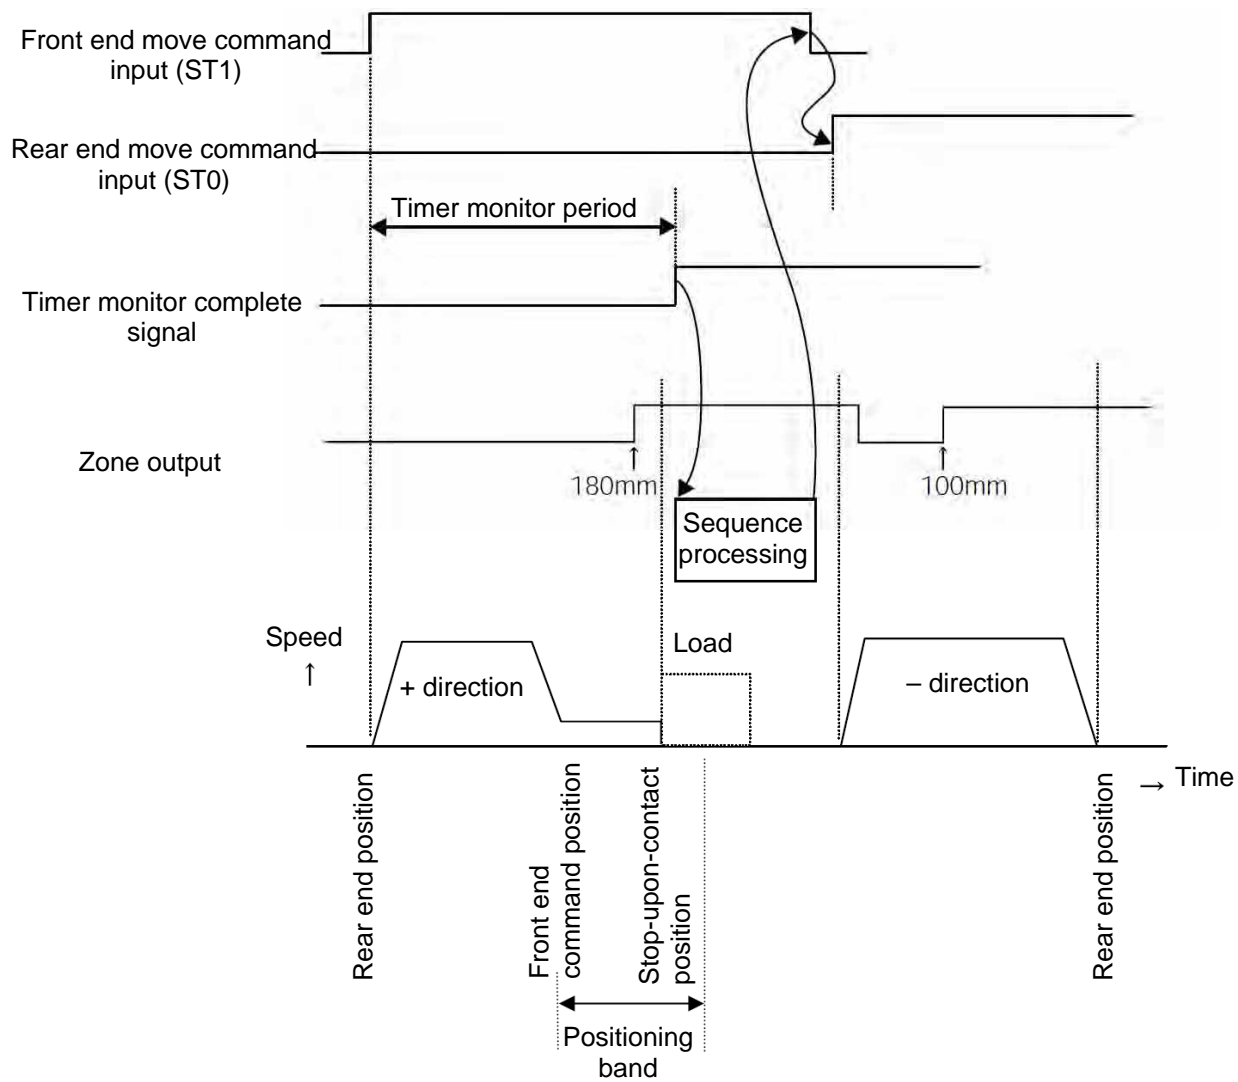 Front end move command
input (ST1)
Rear end move command
input (ST0)
Timer monitor period
Timer monitor complete
signal
Zone output
↑
180mm
↑
100mm
Sequence
processing
Speed
↑
Load
+ direction
– direction
→ Time
Rear end position
Front end
command position
Stop-upon-contact
position
Rear end position
Positioning
band